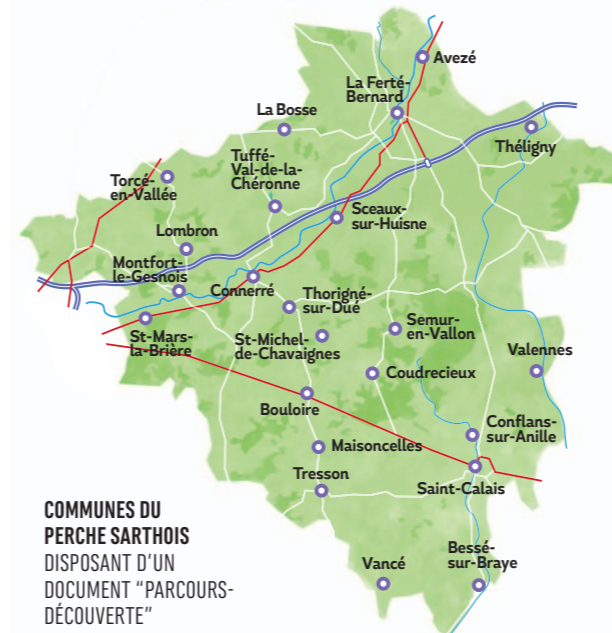 Avezé
La Ferté-
Bernard
La Bosse
Théligny
Tuffé-
Val-de-la-
Chéronne
Torcé-
en-Vallée
Sceaux-
sur-Huisne
Lombron
Montfort-
le-Gesnois
Connerré
Thorigné-
sur-Dué
St-Mars-
la-Brière
St-Michel-
de-Chavaignes
Semur-
en-Vallon
Valennes
Coudrecieux
Bouloire
Conflans-
sur-Anille
Maisoncelles
Tresson
Saint-Calais
Vancé
Bessé-
sur-Braye
COMMUNES DU
PERCHE SARTHOIS
DISPOSANT D'UN
DOCUMENT "PARCOURS-
DÉCOUVERTE"